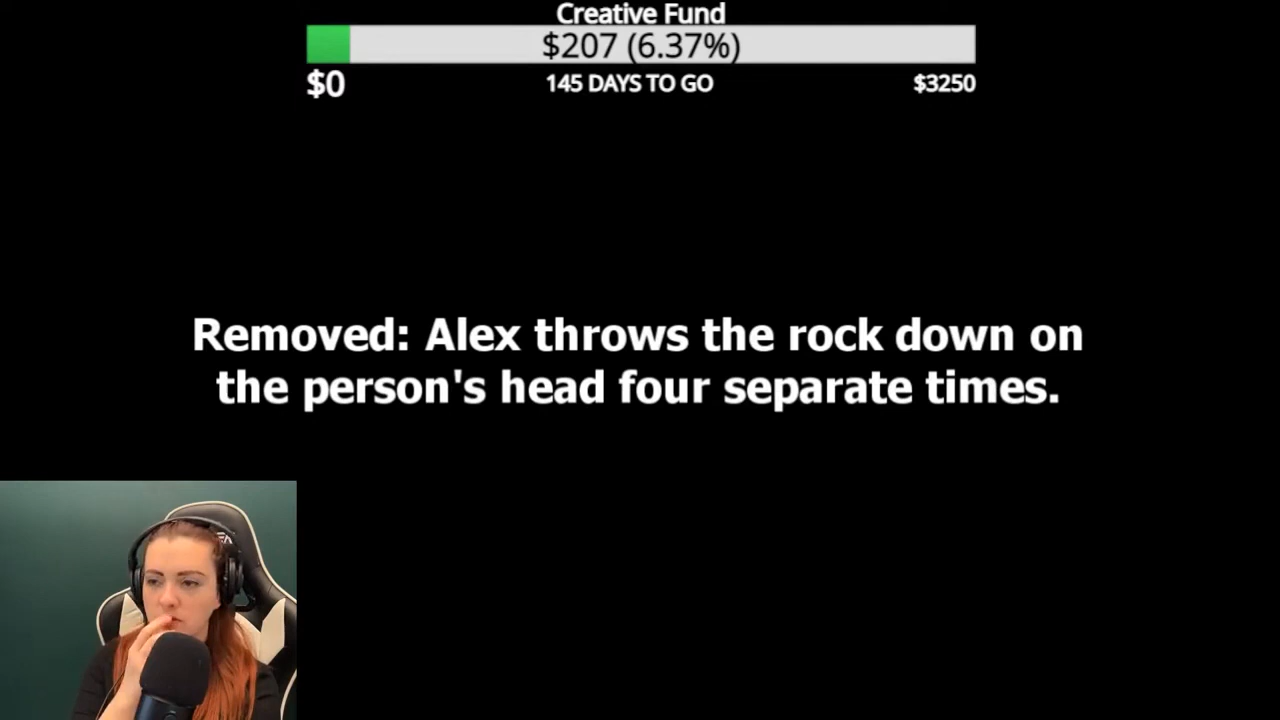 Creative Fund
$207 (6.37%)
$0 145 DAYS TO GO $3250
Removed: Alex throws the rock down on
the person's head four separate times.